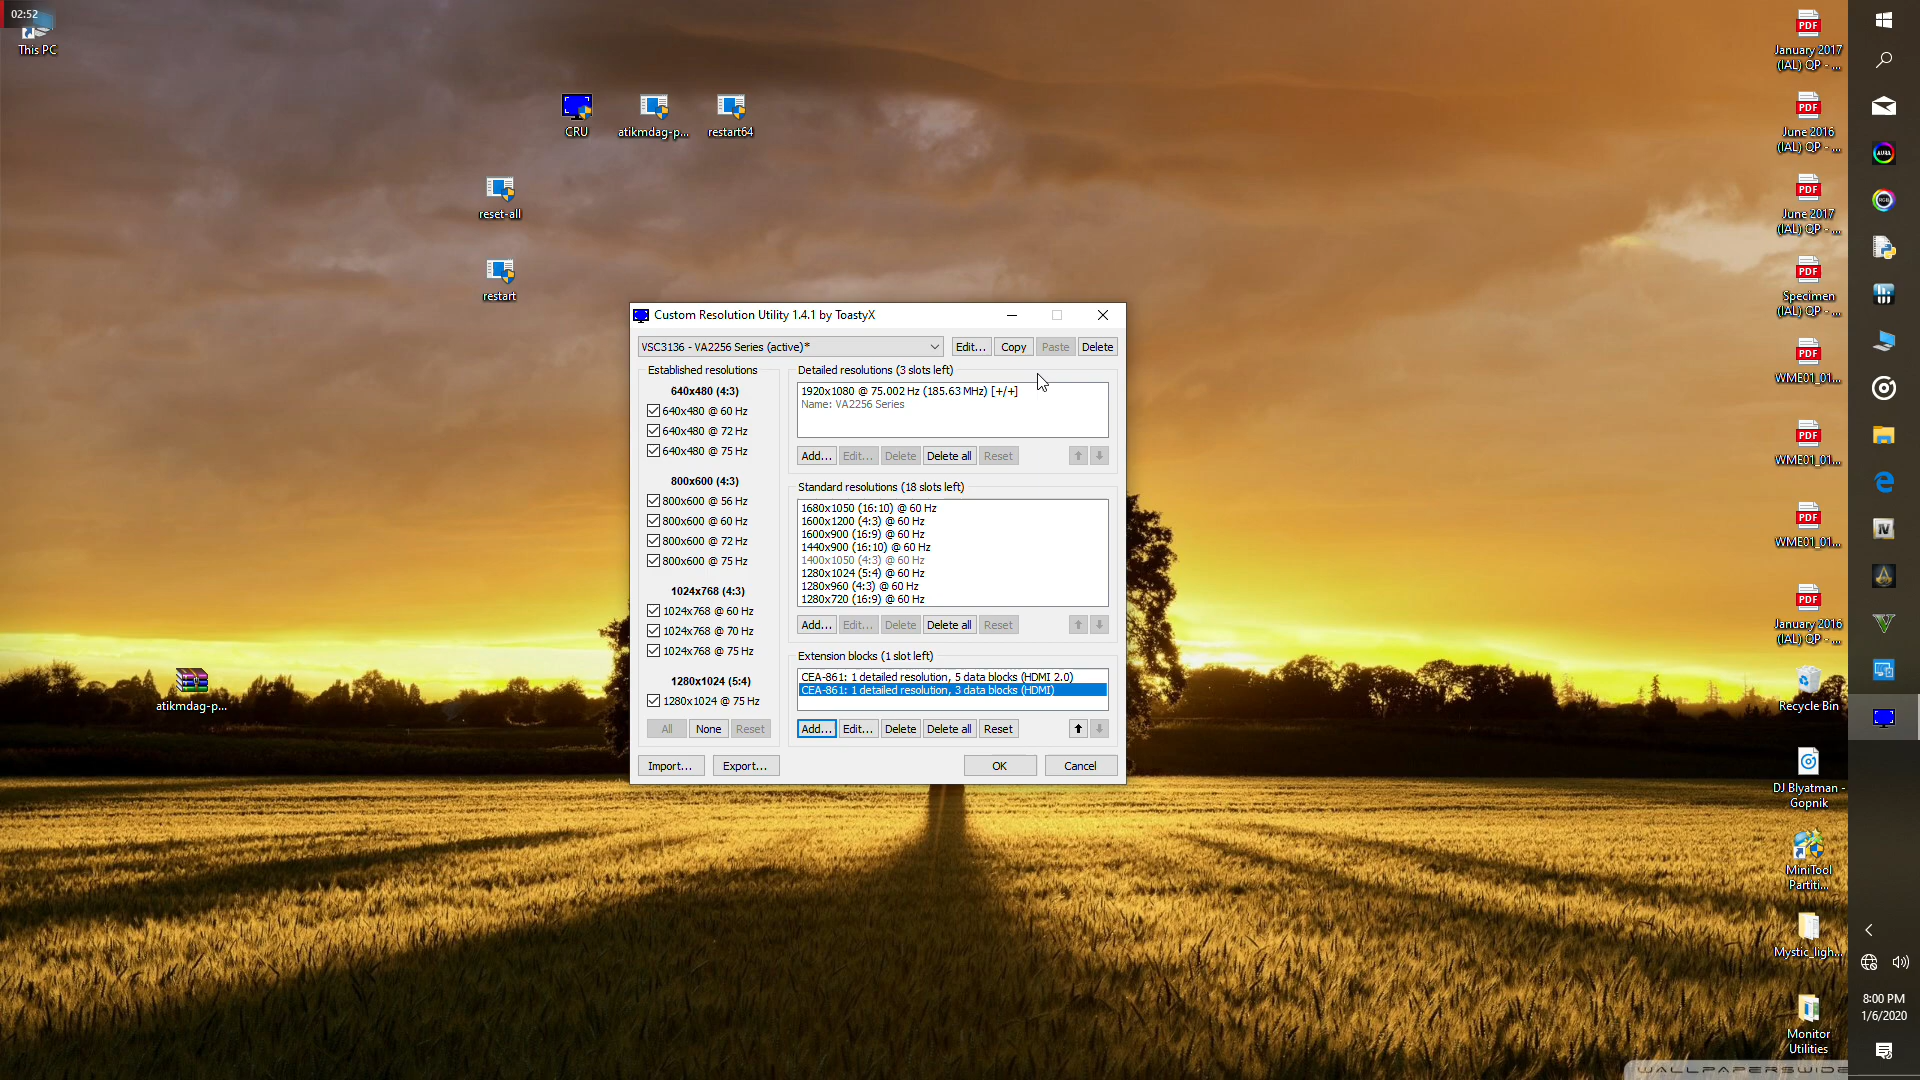 02:52
This PC
CRU
atikmdag-p...
restart64
reset-all
restart
atikmdag-p...
Custom Resolution Utility 1.4.1 by ToastyX
VSC3136 - VA2256 Series (active)*
Edit...
Copy
Paste
Delete
Established resolutions
640x480 (4:3)
640x480 @ 60 Hz
640x480 @ 72 Hz
640x480 @ 75 Hz
800x600 (4:3)
800x600 @ 56 Hz
800x600 @ 60 Hz
800x600 @ 72 Hz
800x600 @ 75 Hz
1024x768 (4:3)
1024x768 @ 60 Hz
1024x768 @ 70 Hz
1024x768 @ 75 Hz
1280x1024 (5:4)
1280x1024 @ 75 Hz
All
None
Reset
Detailed resolutions (3 slots left)
1920x1080 @ 75.002 Hz (185.63 MHz) [+/+]
Name: VA2256 Series
Add...
Edit...
Delete
Delete all
Reset
Standard resolutions (18 slots left)
1680x1050 (16:10) @ 60 Hz
1600x1200 (4:3) @ 60 Hz
1600x900 (16:9) @ 60 Hz
1440x900 (16:10) @ 60 Hz
1400x1050 (4:3) @ 60 Hz
1280x1024 (5:4) @ 60 Hz
1280x960 (4:3) @ 60 Hz
1280x720 (16:9) @ 60 Hz
Add...
Edit...
Delete
Delete all
Reset
Extension blocks (1 slot left)
CEA-861: 1 detailed resolution, 5 data blocks (HDMI 2.0)
CEA-861: 1 detailed resolution, 3 data blocks (HDMI)
Add...
Edit...
Delete
Delete all
Reset
Import...
Export...
OK
Cancel
PDF
January 2017
(IAL) QP - ...
PDF
June 2016
(IAL) QP - ...
PDF
June 2017
(IAL) QP - ...
PDF
Specimen
(IAL) QP - ...
PDF
WME01_01...
PDF
WME01_01...
PDF
WME01_01...
PDF
January 2016
(IAL) QP - ...
Recycle Bin
DJ Blyatman -
Gopnik
MiniTool
Partiti...
Mystic_ligh...
Monitor
Utilities
AURA
RGB
IV
V
8:00 PM
1/6/2020
WALLPAPERSWIDE